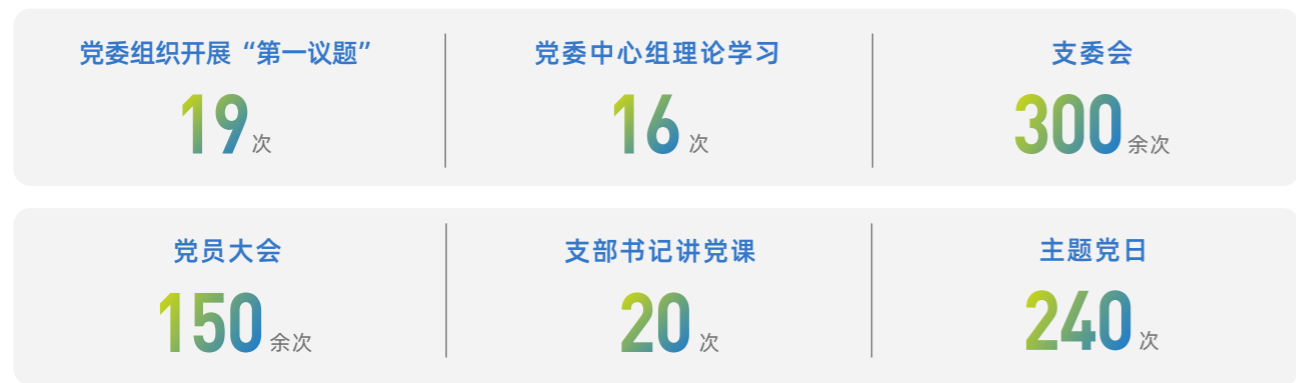 党委组织开展“第一议题”
19次
党委中心组理论学习
16次
支委会
300余次
党员大会
150余次
支部书记讲党课
20次
主题党日
240次